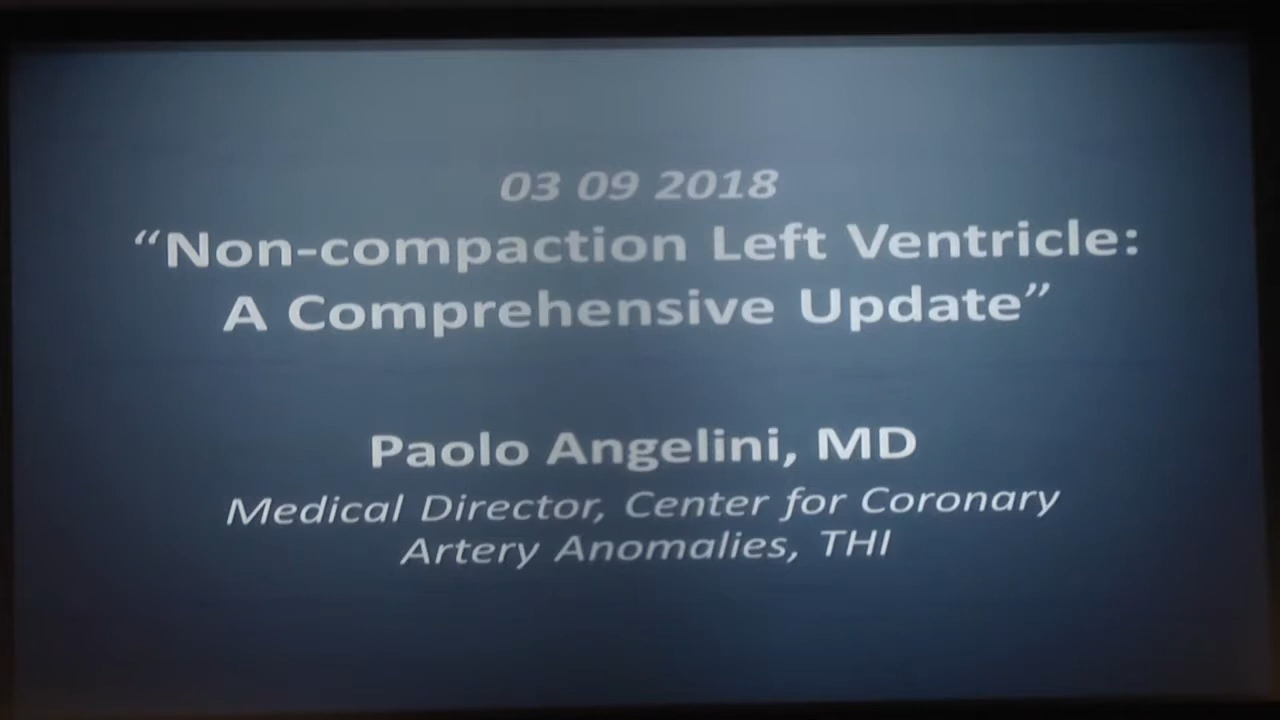 03 09 2018
“Non-compaction Left Ventricle:
A Comprehensive Update”
Paolo Angelini, MD
Medical Director, Center for Coronary
Artery Anomalies, THI